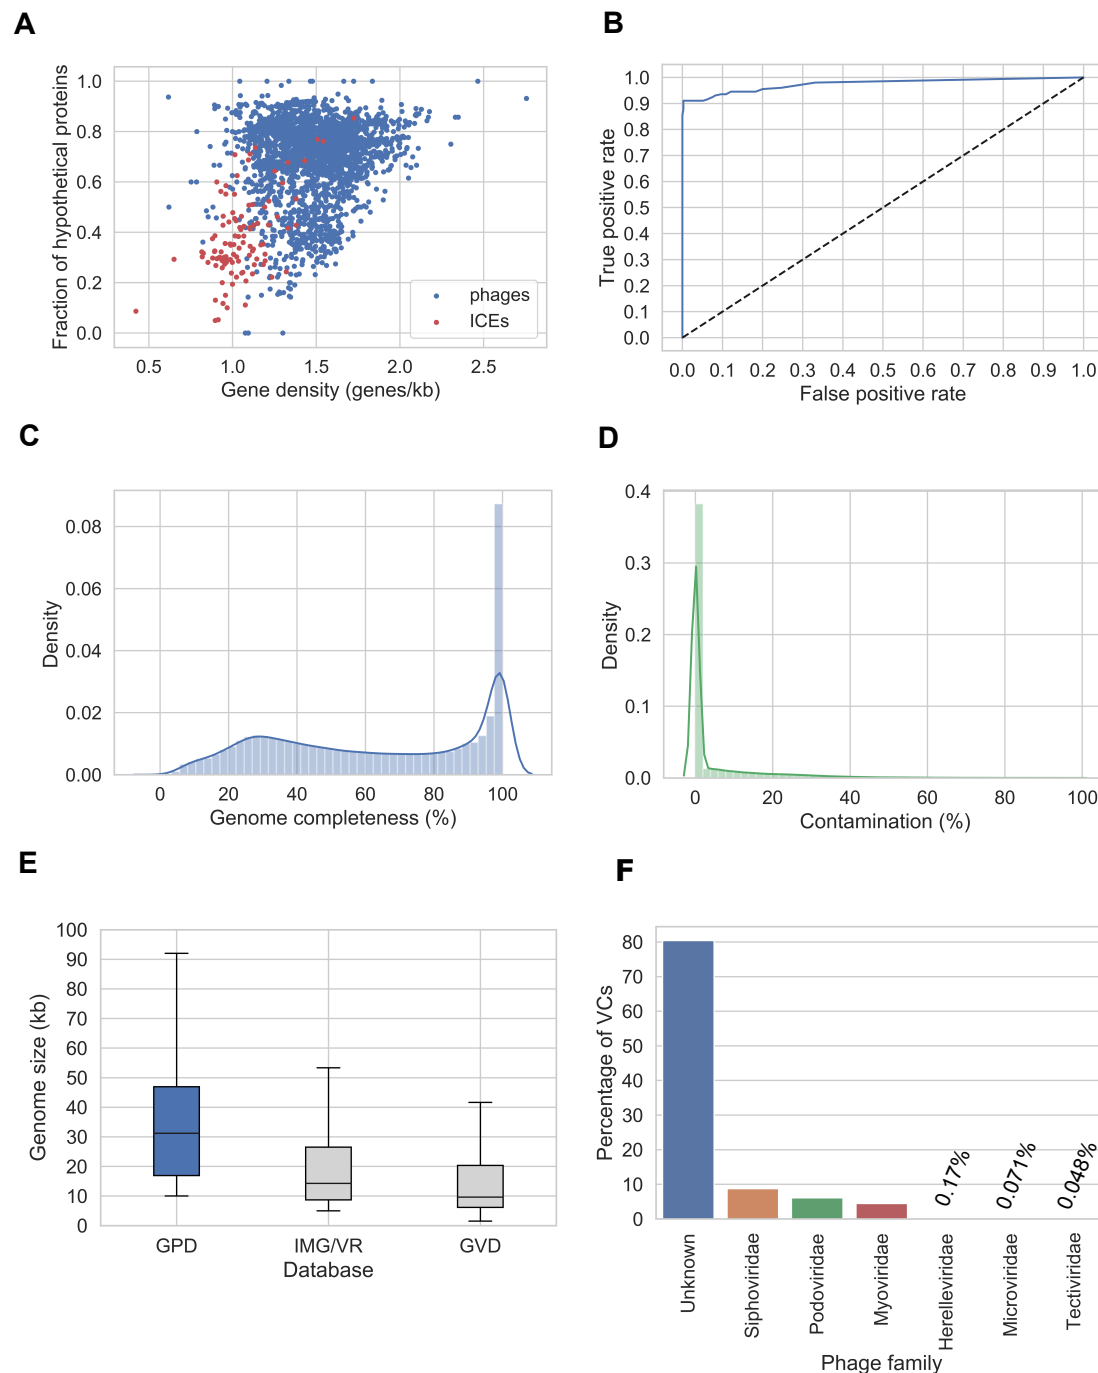 A
Fraction of hypothetical proteins
1.0
0.8
0.6
0.4
0.2
0.0
phages
ICEs
0.5 1.0 1.5 2.0 2.5
Gene density (genes/kb)
B
True positive rate
1.0
0.9
0.8
0.7
0.6
0.5
0.4
0.3
0.2
0.1
0.0
0.0 0.1 0.2 0.3 0.4 0.5 0.6 0.7 0.8 0.9 1.0
False positive rate
C
Density
0.08
0.06
0.04
0.02
0.00
0 20 40 60 80 100
Genome completeness (%)
D
Density
0.4
0.3
0.2
0.1
0.0
0 20 40 60 80 100
Contamination (%)
E
Genome size (kb)
100
90
80
70
60
50
40
30
20
10
0
GPD IMG/VR GVD
Database
F
Percentage of VCs
80
70
60
50
40
30
20
10
0
0.17%
0.071%
0.048%
Unknown
Siphoviridae
Podoviridae
Myoviridae
Herelleviridae
Microviridae
Tectiviridae
Phage family